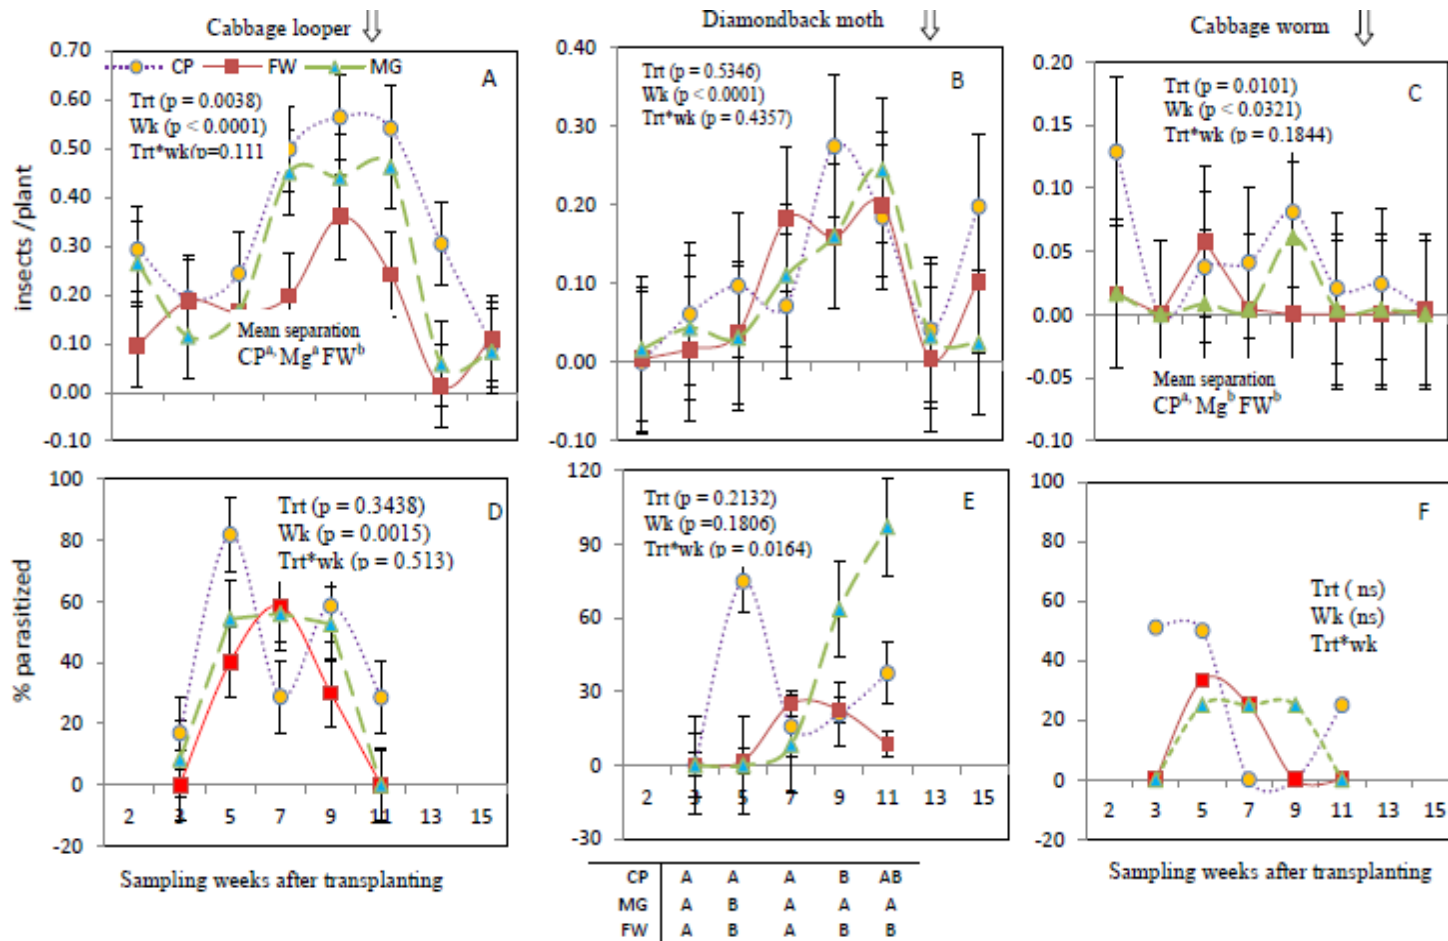 Cabbage looper
Diamondback moth
Cabbage worm
insects /plant
0.70
0.60
0.50
0.40
0.30
0.20
0.10
0.00
-0.10
CP FW MG
A
Trt (p = 0.0038)
Wk (p < 0.0001)
Trt*wk(p=0.111
Mean separation
CPa, Mga FWb
0.40
0.30
0.20
0.10
0.00
-0.10
B
Trt (p = 0.5346)
Wk (p < 0.0001)
Trt*wk (p = 0.4357)
0.20
0.15
0.10
0.05
0.00
-0.05
-0.10
C
Trt (p = 0.0101)
Wk (p < 0.0321)
Trt*wk (p = 0.1844)
Mean separation
CPa, Mgb FWb
% parasitized
100
80
60
40
20
0
-20
D
Trt (p = 0.3438)
Wk (p = 0.0015)
Trt*wk (p = 0.513)
2 3 5 7 9 11 13 15
Sampling weeks after transplanting
120
90
60
30
0
-30
E
Trt (p = 0.2132)
Wk (p =0.1806)
Trt*wk (p = 0.0164)
2 3 5 7 9 11 13 15
CP A A A B AB
MG A B A A A
FW A B A B B
100
80
60
40
20
0
-20
F
Trt ( ns)
Wk (ns)
Trt*wk
2 3 5 7 9 11 13 15
Sampling weeks after transplanting